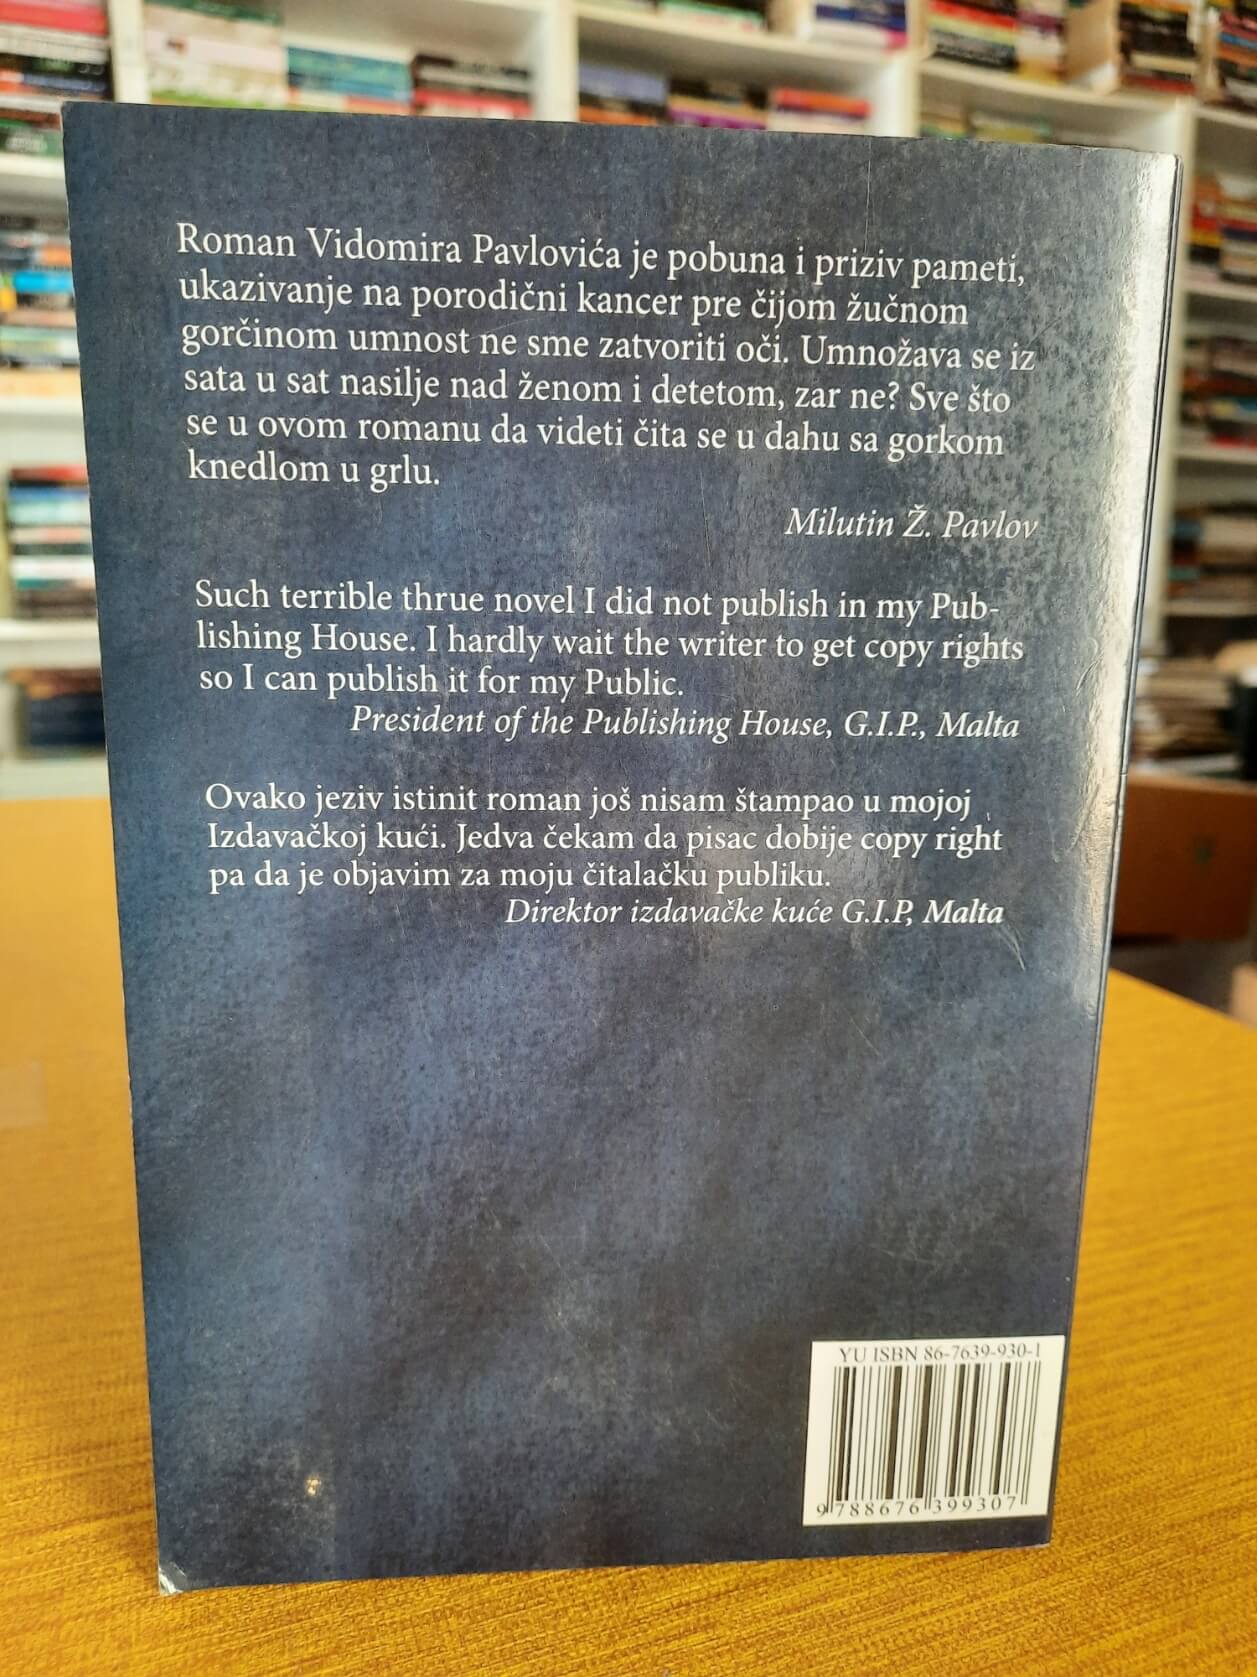 Roman Vidomira Pavlovića je pobuna i priziv pameti,
ukazivanje na porodični kancer pre čijom žučnom
gorčinom umnost ne sme zatvoriti oči. Umnožava se iz
sata u sat nasilje nad ženom i detetom, zar ne? Sve što
se u ovom romanu da videti čita se u dahu sa gorkom
knedlom u grlu.
Milutin Ž. Pavlov
Such terrible thrue novel I did not publish in my Pub-
lishing House. I hardly wait the writer to get copy rights
so I can publish it for my Public.
President of the Publishing House, G.I.P., Malta
Ovako jeziv istinit roman još nisam štampao u mojoj
Izdavačkoj kući. Jedva čekam da pisac dobije copy right
pa da je objavim za moju čitalačku publiku.
Direktor izdavačke kuće G.I.P, Malta
YU ISBN 86-7639-930-1
9 788676 399307